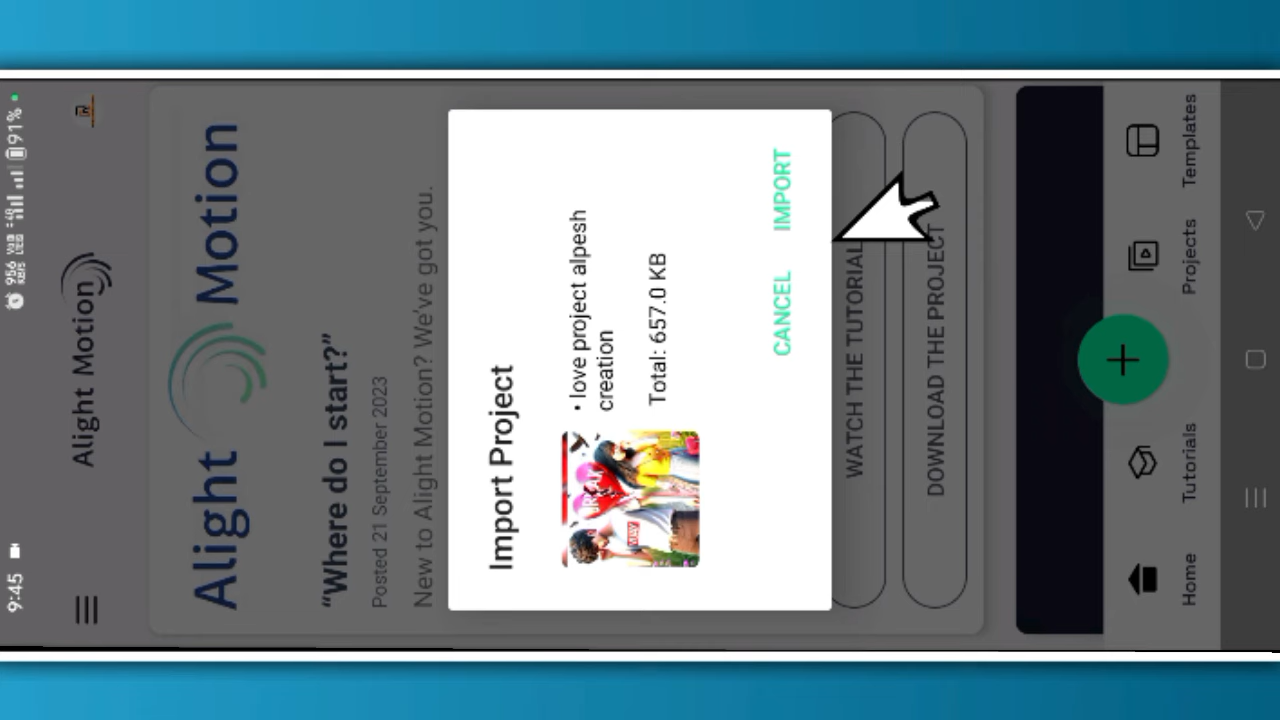 9:45
956 KB/S
91%
Alight Motion
Alight Motion
“Where do I start?”
Posted 21 September 2023
New to Alight Motion? We've got you.
Import Project
• love project alpesh
creation
Total: 657.0 KB
CANCEL IMPORT
WATCH THE TUTORIAL
DOWNLOAD THE PROJECT
Home Tutorials Projects Templates